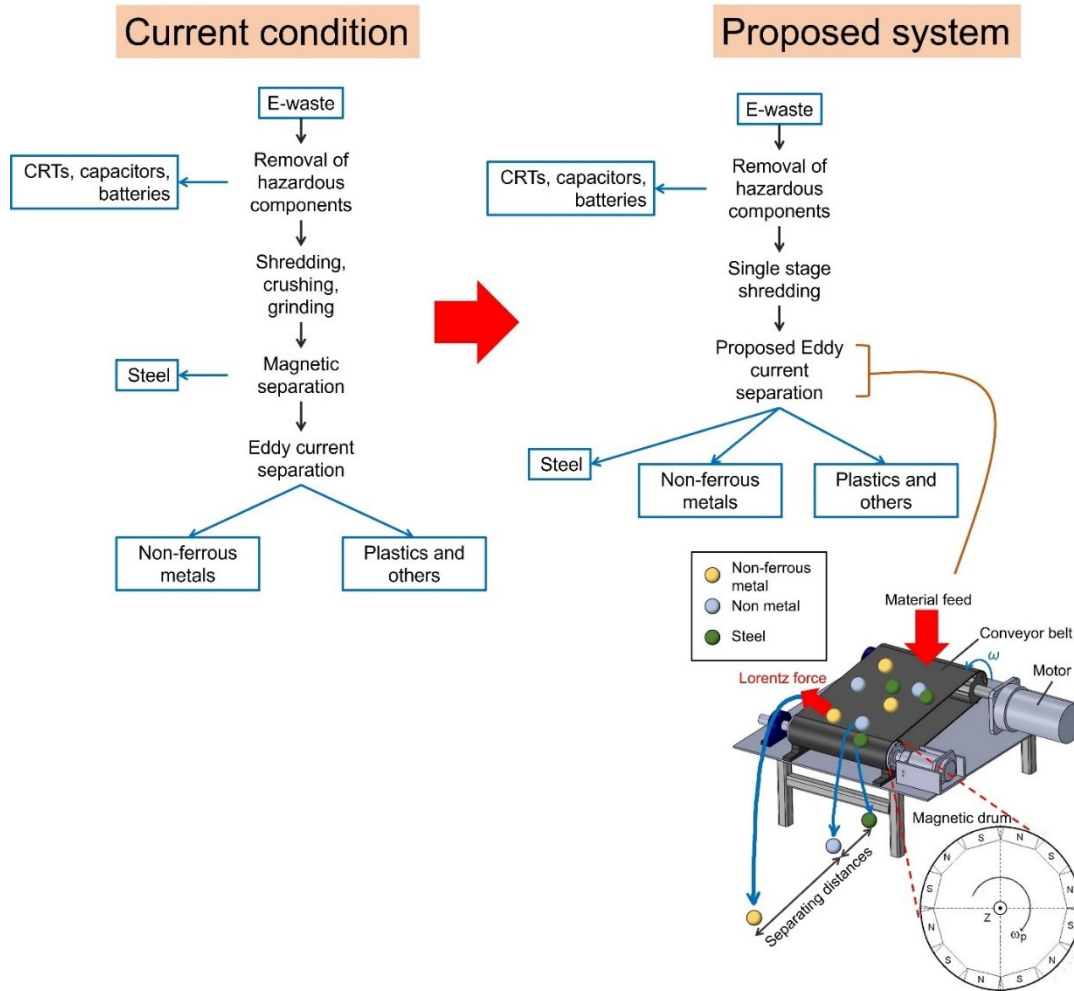 Current condition
E-waste
Removal of
hazardous
components
CRTs, capacitors,
batteries
Shredding,
crushing,
grinding
Magnetic
separation
Steel
Eddy current
separation
Non-ferrous
metals
Plastics and
others
Proposed system
E-waste
Removal of
hazardous
components
CRTs, capacitors,
batteries
Single stage
shredding
Proposed Eddy
current
separation
Steel
Non-ferrous
metals
Plastics and
others
Non-ferrous
metal
Non metal
Steel
Material feed
Conveyor belt
ω
Motor
Lorentz force
Magnetic drum
Separating distances
S
N
N
S
S
N
N
S
Z
ωp
N
S
S
N
N
S
S
N